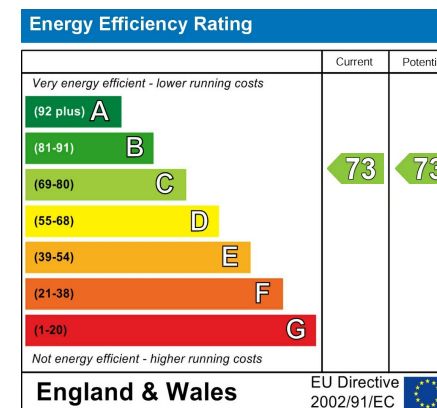 Energy Efficiency Rating
Current Potenti
Very energy efficient - lower running costs
(92 plus) A
(81-91) B
(69-80) C
73 73
(55-68) D
(39-54) E
(21-38) F
(1-20) G
Not energy efficient - higher running costs
England & Wales
EU Directive
2002/91/EC